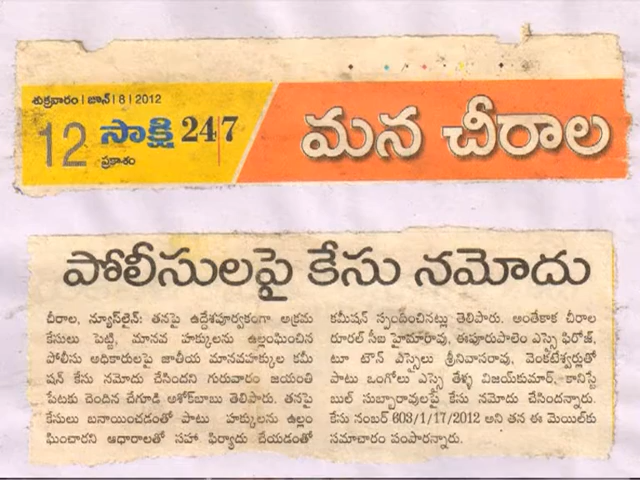 శుక్రవారం | జూన్ | 8 | 2012
12 సాక్షి 24|7
ప్రకాశం
మన చీరాల
పోలీసులపై కేసు నమోదు
చీరాల, న్యూస్‌లైన్: తనపై ఉద్దేశపూర్వకంగా అక్రమ
కేసులు పెట్టి, మానవ హక్కులను ఉల్లంఘించిన
పోలీసు అధికారులపై జాతీయ మానవహక్కుల కమీ
షన్ కేసు నమోదు చేసిందని గురువారం జయంతి
పేటకు చెందిన చేగూడి అశోక్‌బాబు తెలిపారు. తనపై
కేసులు బనాయించడంతో పాటు హక్కులను ఉల్లం
ఘించారని ఆధారాలతో సహా ఫిర్యాదు చేయడంతో
కమీషన్ స్పందించినట్లు తెలిపారు. అంతేకాక చీరాల
రూరల్ సీఐ హైమారావు, ఈపూరుపాలెం ఎస్సై ఫిరోజ్,
టూ టౌన్ ఎస్సైలు శ్రీనివాసరావు, వెంకటేశ్వర్లుతో
పాటు ఒంగోలు ఎస్సై తేళ్ళ విజయ్‌కుమార్, కానిస్టే
బుల్ సుబ్బారావులపై కేసు నమోదు చేసిందన్నారు.
కేసు నంబర్ 603/1/17/2012 అని తన ఈ మెయిల్‌కు
సమాచారం పంపారన్నారు.